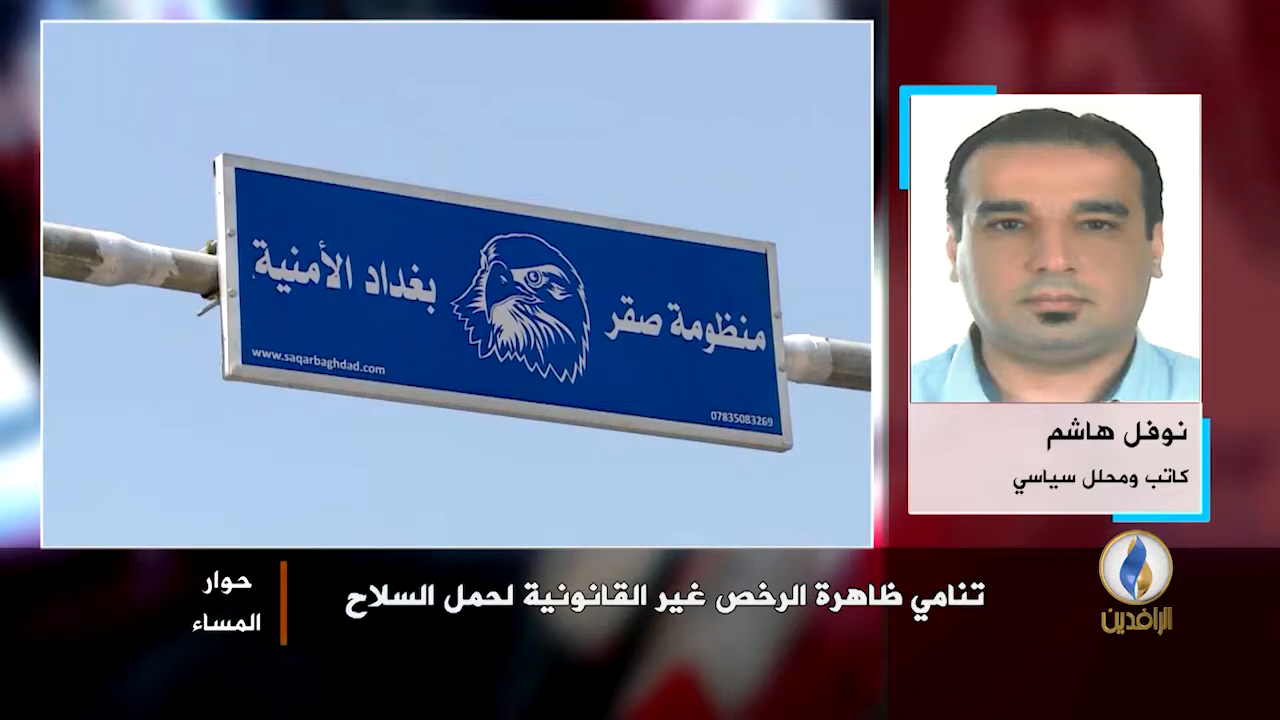 منظومة صقر بغداد الأمنية
www.saqarbaghdad.com
07835083269
نوفل هاشم
كاتب ومحلل سياسي
تنامي ظاهرة الرخص غير القانونية لحمل السلاح
حوار
المساء
الرافدين